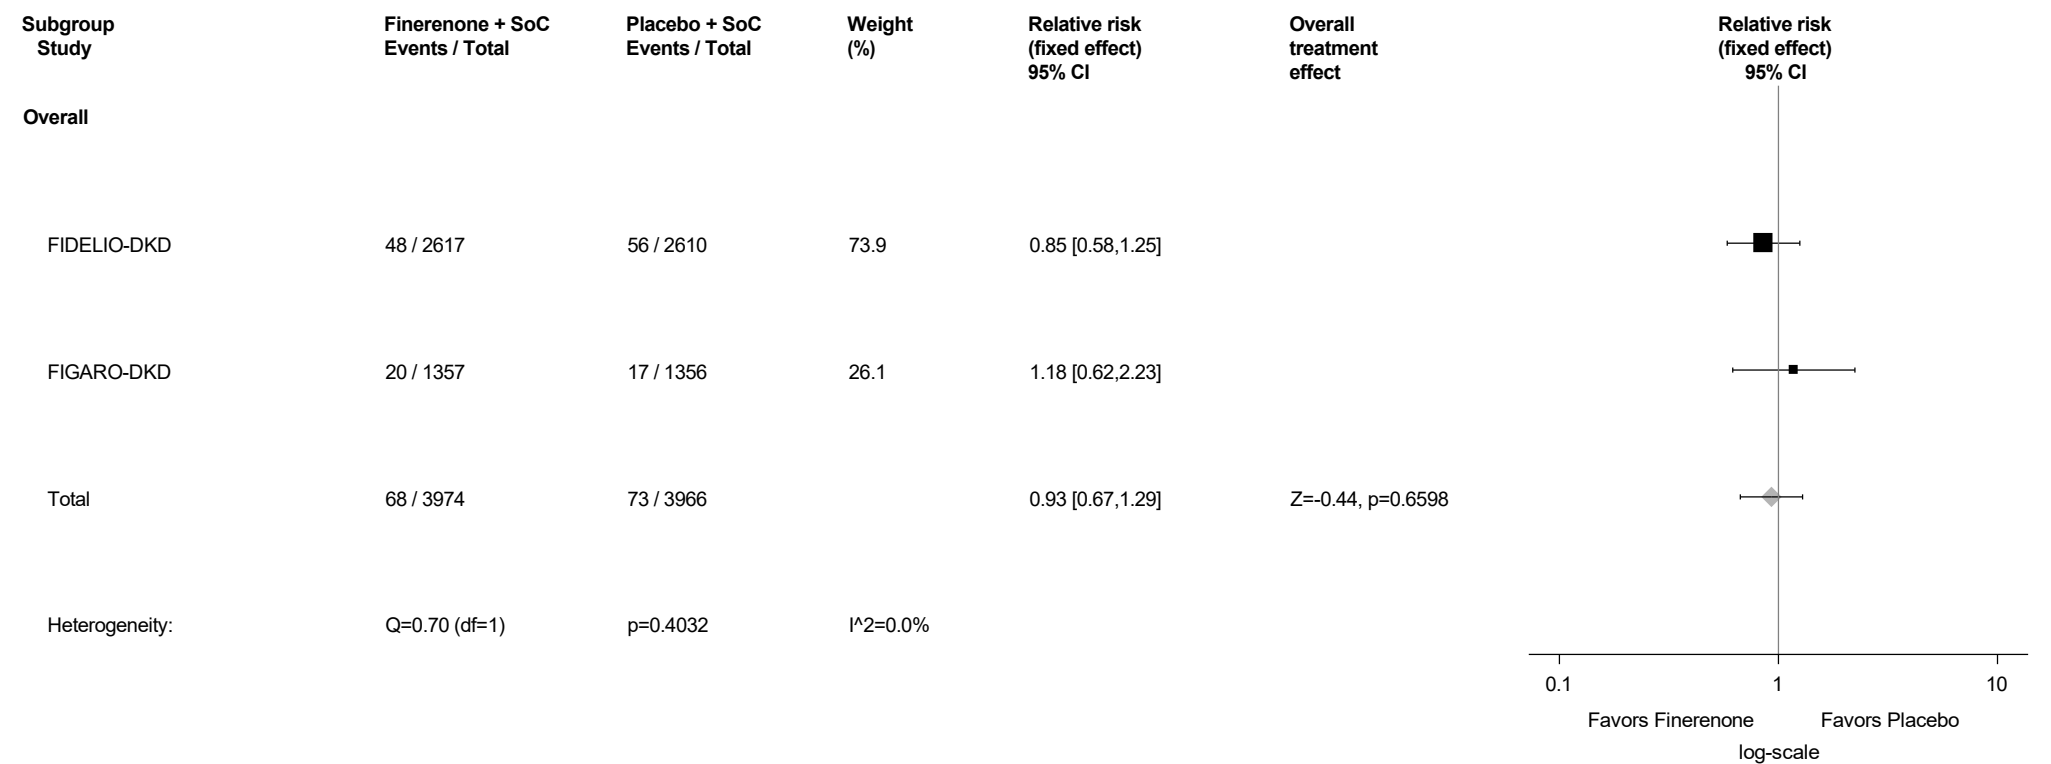 Subgroup Finerenone + SoC Placebo + SoC Weight Relative risk Overall Relative risk
Study Events / Total Events / Total (%) (fixed effect) treatment (fixed effect)
95% CI effect 95% CI
Overall
FIDELIO-DKD 48 / 2617 56 / 2610 73.9 0.85 [0.58,1.25]
FIGARO-DKD 20 / 1357 17 / 1356 26.1 1.18 [0.62,2.23]
Total 68 / 3974 73 / 3966 0.93 [0.67,1.29] Z=-0.44, p=0.6598
Heterogeneity: Q=0.70 (df=1) p=0.4032 I^2=0.0%
0.1 1 10
Favors Finerenone Favors Placebo
log-scale